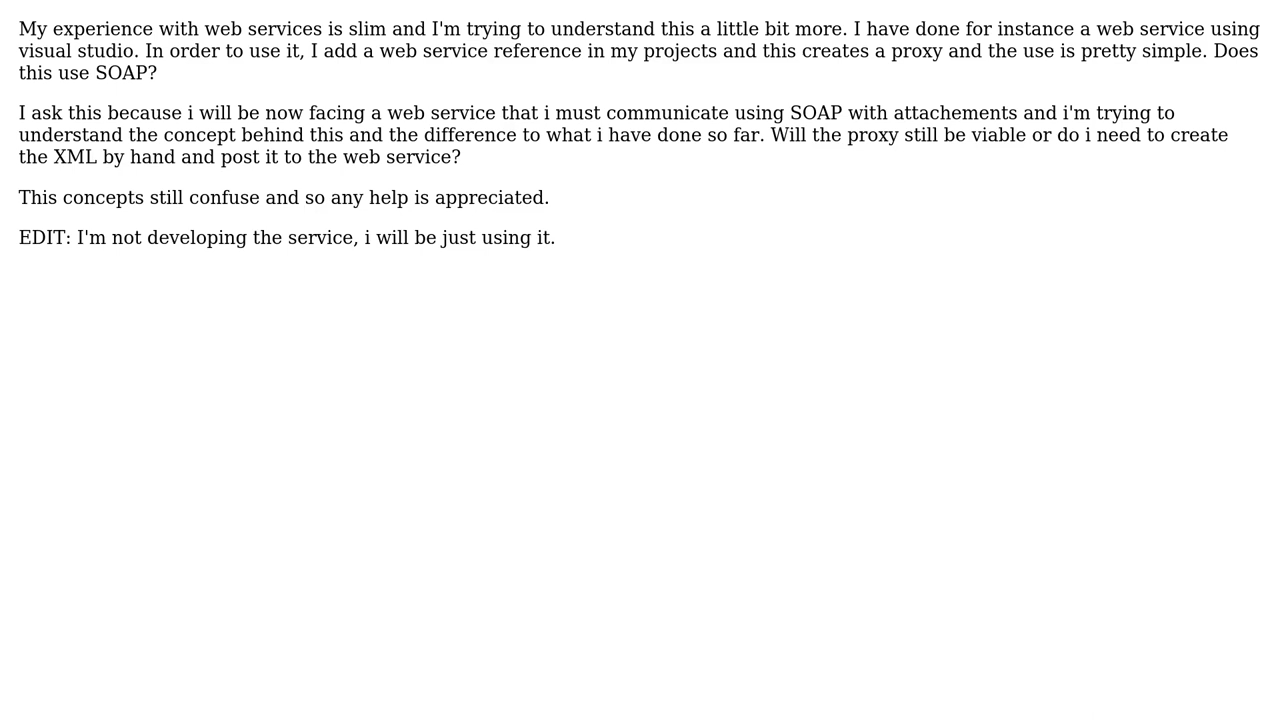 My experience with web services is slim and I'm trying to understand this a little bit more. I have done for instance a web service using
visual studio. In order to use it, I add a web service reference in my projects and this creates a proxy and the use is pretty simple. Does
this use SOAP?
I ask this because i will be now facing a web service that i must communicate using SOAP with attachements and i'm trying to
understand the concept behind this and the difference to what i have done so far. Will the proxy still be viable or do i need to create
the XML by hand and post it to the web service?
This concepts still confuse and so any help is appreciated.
EDIT: I'm not developing the service, i will be just using it.